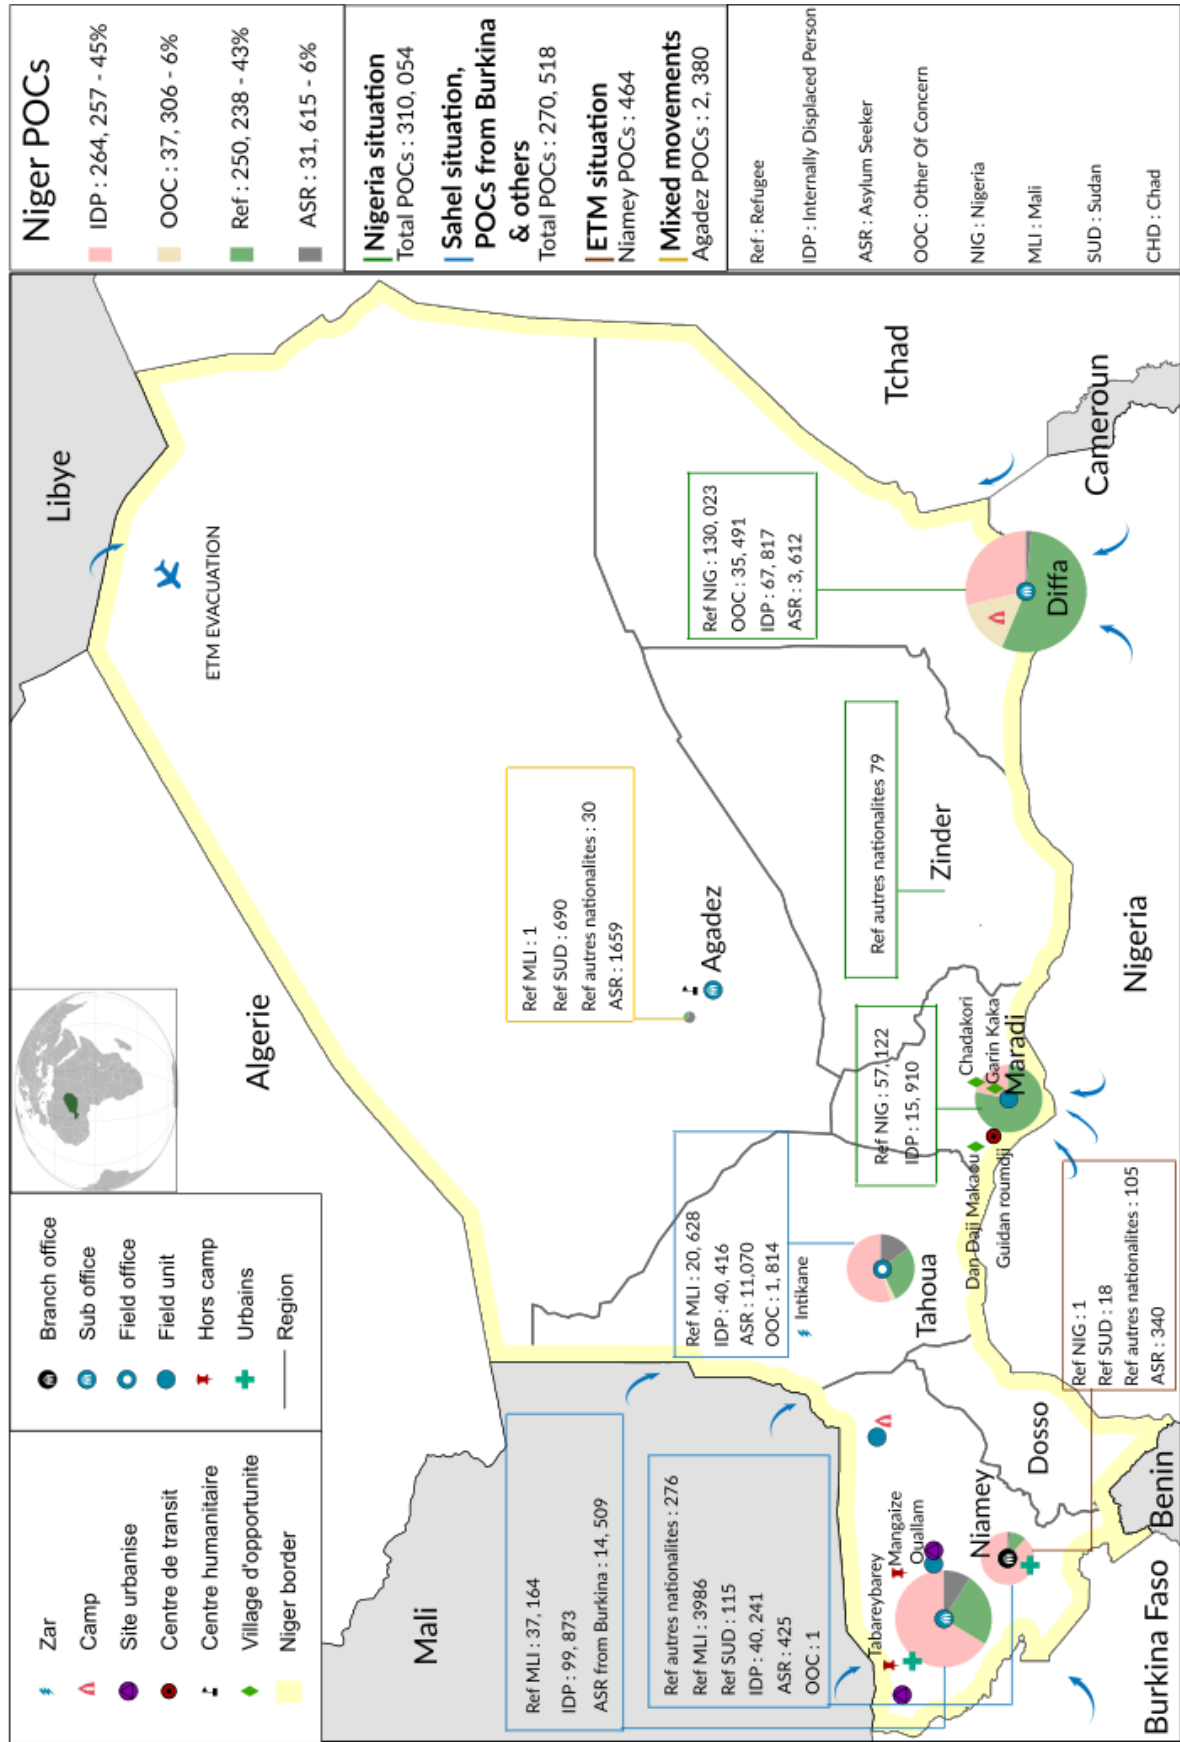 Niger POCs
IDP : 264, 257 - 45%
OOC : 37, 306 - 6%
Ref : 250, 238 - 43%
ASR : 31, 615 - 6%
Nigeria situation
Total POCs : 310, 054
Sahel situation,
POCs from Burkina
& others
Total POCs : 270, 518
ETM situation
Niamey POCs : 464
Mixed movements
Agadez POCs : 2, 380
Ref : Refugee
IDP : Internally Displaced Person
ASR : Asylum Seeker
OOC : Other Of Concern
NIG : Nigeria
MLI : Mali
SUD : Sudan
CHD : Chad
Zar
Camp
Site urbanise
Centre de transit
Centre humanitaire
Village d'opportunite
Niger border
Branch office
Sub office
Field office
Field unit
Hors camp
Urbains
Region
Libye
Algerie
ETM EVACUATION
Mali
Ref MLI : 1
Ref SUD : 690
Ref autres nationalites : 30
ASR : 1659
Agadez
Tchad
Ref MLI : 37, 164
IDP : 99, 873
ASR from Burkina : 14, 509
Ref autres nationalites : 276
Ref MLI : 3986
Ref SUD : 115
IDP : 40, 241
ASR : 425
OOC : 1
Ref MLI : 20, 628
IDP : 40, 416
ASR : 11,070
OOC : 1, 814
Intikane
Tahoua
Ref NIG : 130, 023
OOC : 35, 491
IDP : 67, 817
ASR : 3, 612
Ref autres nationalites 79
Zinder
Ref NIG : 57,122
IDP : 15, 910
Chadakori
Garin Kaka
Maradi
Dan Daji Makaou
Guidan roumdji
Diffa
Cameroun
Tabareybarey
Mangaize
Ouallam
Niamey
Dosso
Ref NIG : 1
Ref SUD : 18
Ref autres nationalites : 105
ASR : 340
Nigeria
Burkina Faso
Benin